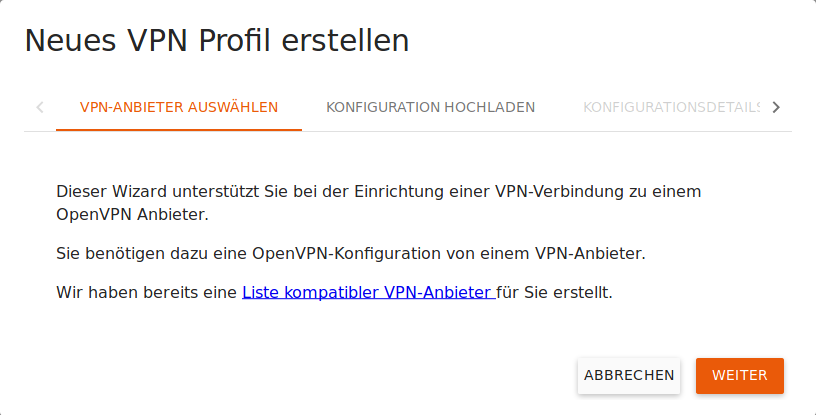 Neues VPN Profil erstellen
VPN-ANBIETER AUSWÄHLEN KONFIGURATION HOCHLADEN KONFIGURATIONSDETAILS
Dieser Wizard unterstützt Sie bei der Einrichtung einer VPN-Verbindung zu einem
OpenVPN Anbieter.
Sie benötigen dazu eine OpenVPN-Konfiguration von einem VPN-Anbieter.
Wir haben bereits eine Liste kompatibler VPN-Anbieter für Sie erstellt.
ABBRECHEN WEITER